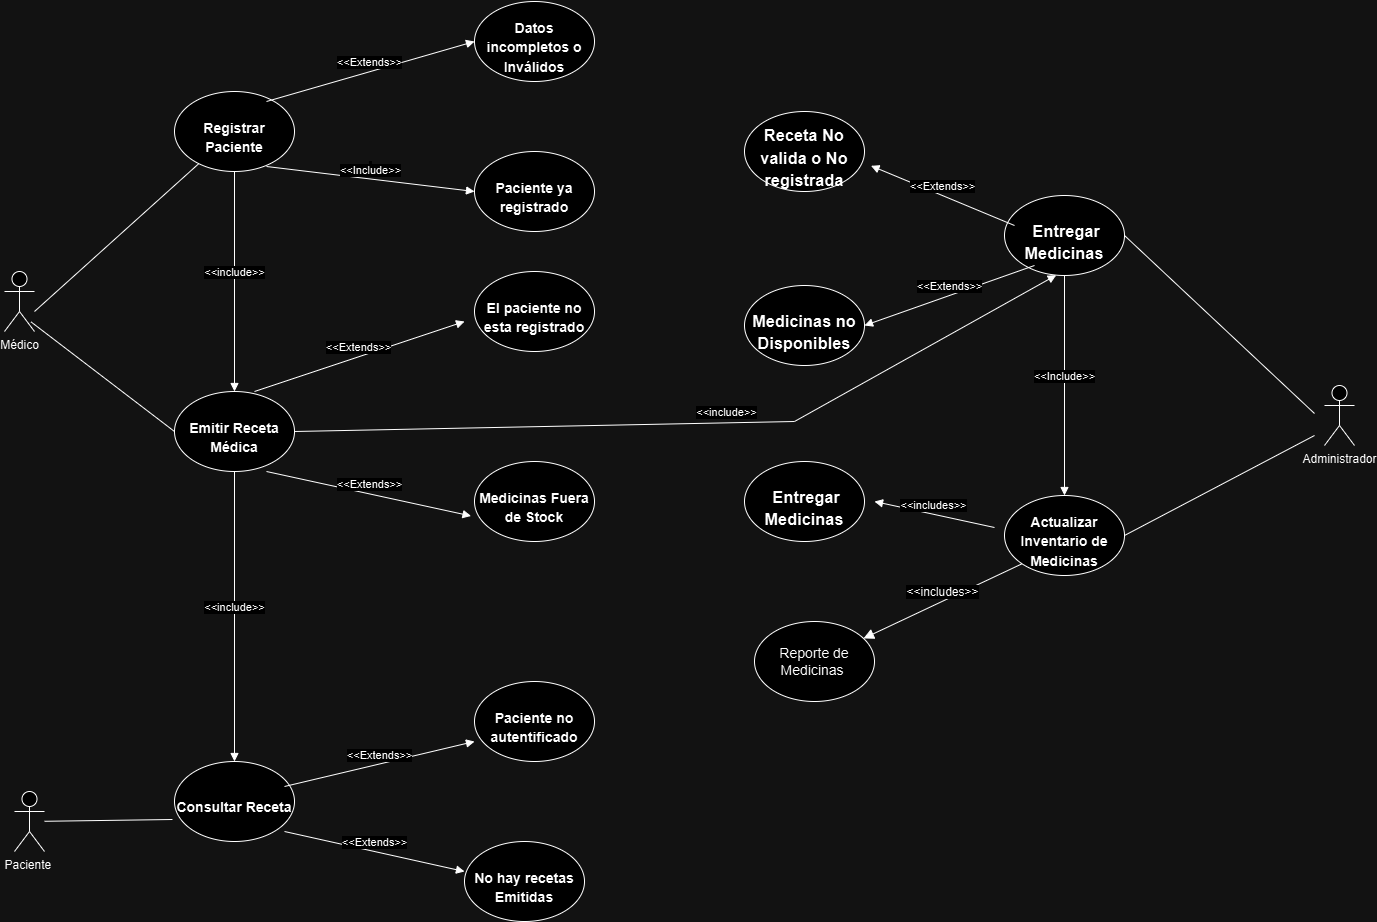 Datos
incompletos o
Inválidos
<<Extends>>
Registrar
Paciente
<<Include>>
Paciente ya
registrado
<<include>>
Médico
El paciente no
esta registrado
<<Extends>>
Emitir Receta
Médica
<<include>>
<<Extends>>
Medicinas Fuera
de Stock
<<include>>
Paciente no
autentificado
<<Extends>>
Consultar Receta
Paciente
<<Extends>>
No hay recetas
Emitidas
Receta No
valida o No
registrada
<<Extends>>
Entregar
Medicinas
<<Extends>>
Medicinas no
Disponibles
<<Include>>
Administrador
Entregar
Medicinas
<<includes>>
Actualizar
Inventario de
Medicinas
<<includes>>
Reporte de
Medicinas